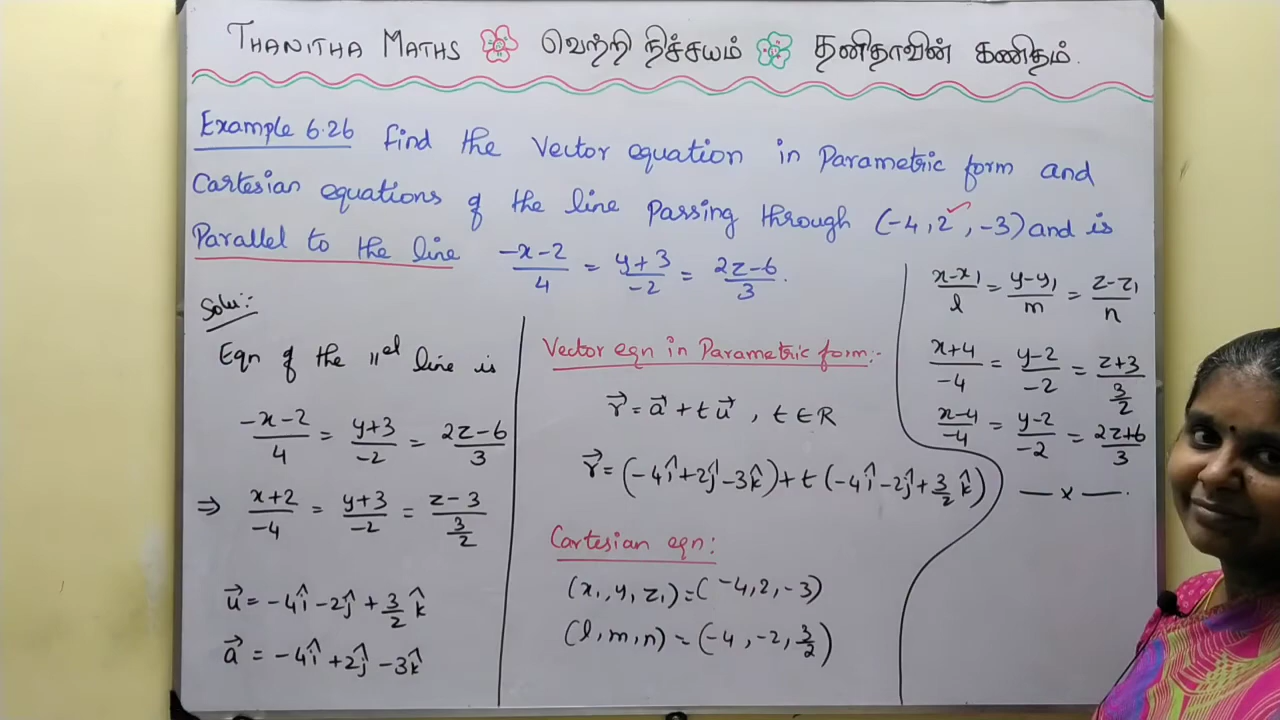 THANITHA MATHS வெற்றி நிச்சயம் தனிதாவின் கணிதம்.
Example 6.26 Find the Vector equation in Parametric form and
Cartesian equations of the line passing through (-4, 2, -3) and is
Parallel to the line (-x-2)/4 = (y+3)/-2 = (2z-6)/3.
Solu:-
Eqn of the ||el line is
(-x-2)/4 = (y+3)/-2 = (2z-6)/3
⇒ (x+2)/-4 = (y+3)/-2 = (z-3)/(3/2)
u⃗ = -4î - 2ĵ + 3/2 k̂
a⃗ = -4î + 2ĵ - 3k̂
Vector eqn in Parametric form:-
r⃗ = a⃗ + t u⃗ , t ∈ R
r⃗ = (-4î + 2ĵ - 3k̂) + t (-4î - 2ĵ + 3/2 k̂)
Cartesian eqn:
(x₁, y₁ z₁) = (-4, 2, -3)
(l, m, n) = (-4, -2, 3/2)
(x-x₁)/l = (y-y₁)/m = (z-z₁)/n
(x+4)/-4 = (y-2)/-2 = (z+3)/(3/2)
(x-4)/-4 = (y-2)/-2 = (2z+6)/3
— x —.